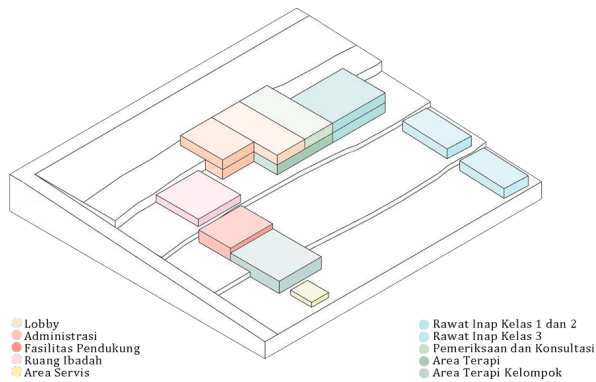 Lobby
Administrasi
Fasilitas Pendukung
Ruang Ibadah
Area Servis
Rawat Inap Kelas 1 dan 2
Rawat Inap Kelas 3
Pemeriksaan dan Konsultasi
Area Terapi
Area Terapi Kelompok